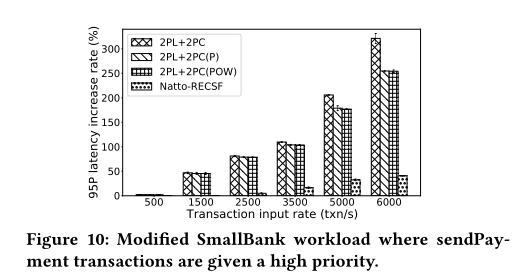 95P latency increase rate (%)
300
250
200
150
100
50
0
2PL+2PC
2PL+2PC(P)
2PL+2PC(POW)
Natto-RECSF
500 1500 2500 3500 5000 6000
Transaction input rate (txn/s)
Figure 10: Modified SmallBank workload where sendPay-
ment transactions are given a high priority.